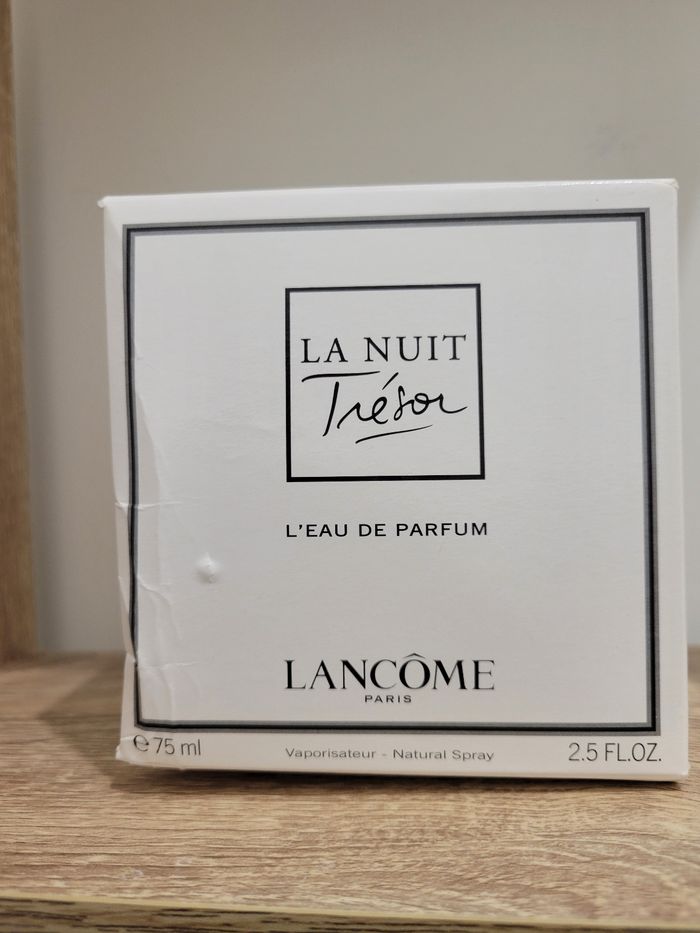 LA NUIT
Trésor
L'EAU DE PARFUM
LANCÔME
PARIS
℮75 ml
Vaporisateur - Natural Spray
2.5 FL.OZ.